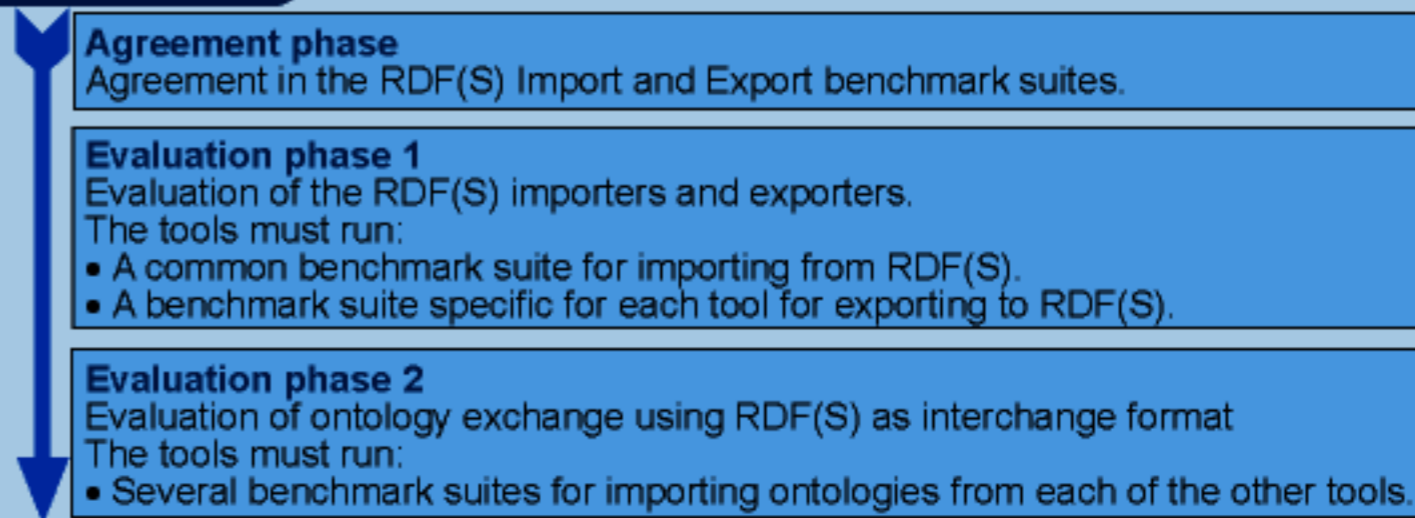 Agreement phase
Agreement in the RDF(S) Import and Export benchmark suites.
Evaluation phase 1
Evaluation of the RDF(S) importers and exporters.
The tools must run:
• A common benchmark suite for importing from RDF(S).
• A benchmark suite specific for each tool for exporting to RDF(S).
Evaluation phase 2
Evaluation of ontology exchange using RDF(S) as interchange format
The tools must run:
• Several benchmark suites for importing ontologies from each of the other tools.